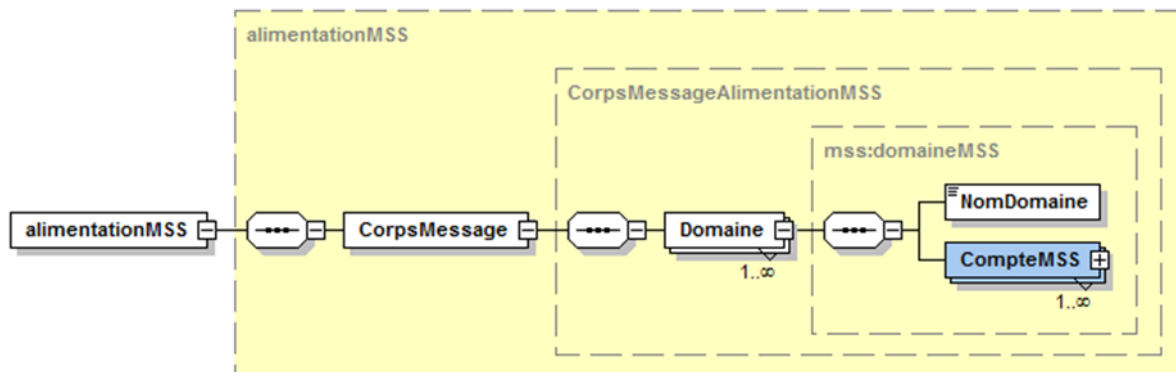 alimentationMSS
CorpsMessageAlimentationMSS
mss:domaineMSS
NomDomaine
alimentationMSS
CorpsMessage
Domaine
1..∞
CompteMSS
1..∞